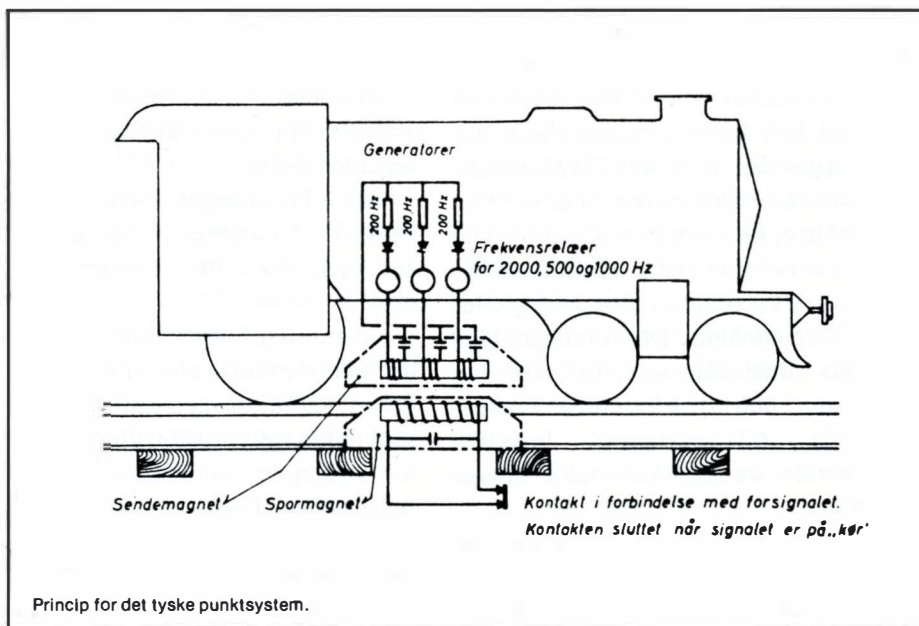 Generatorer
200 Hz
200 Hz
200 Hz
Frekvensrelæer
for 2000, 500 og 1000 Hz
Sendemagnet
Spormagnet
Kontakt i forbindelse med forsignalet.
Kontakten sluttet når signalet er på „kør'
Princip for det tyske punktsystem.